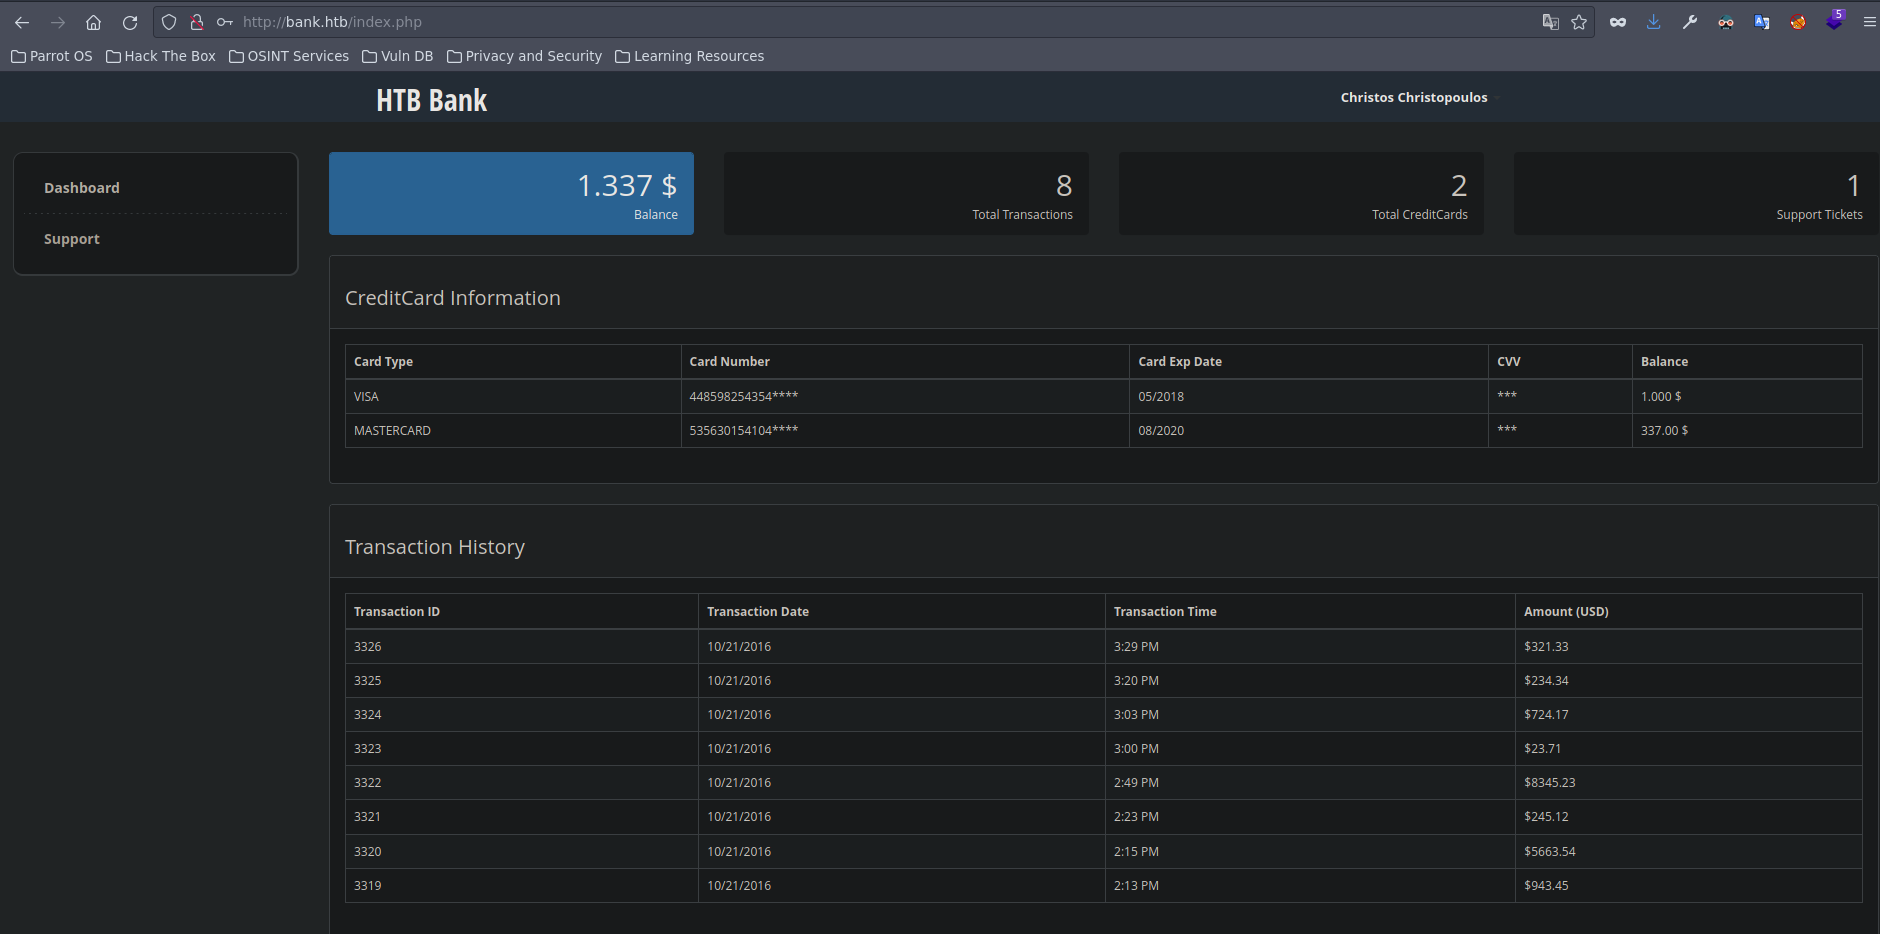 http://bank.htb/index.php
5
Parrot OS Hack The Box OSINT Services Vuln DB Privacy and Security Learning Resources
HTB Bank Christos Christopoulos
Dashboard
Support
1.337 $
Balance
8
Total Transactions
2
Total CreditCards
1
Support Tickets
CreditCard Information
Card Type Card Number Card Exp Date CVV Balance
VISA 448598254354**** 05/2018 *** 1.000 $
MASTERCARD 535630154104**** 08/2020 *** 337.00 $
Transaction History
Transaction ID Transaction Date Transaction Time Amount (USD)
3326 10/21/2016 3:29 PM $321.33
3325 10/21/2016 3:20 PM $234.34
3324 10/21/2016 3:03 PM $724.17
3323 10/21/2016 3:00 PM $23.71
3322 10/21/2016 2:49 PM $8345.23
3321 10/21/2016 2:23 PM $245.12
3320 10/21/2016 2:15 PM $5663.54
3319 10/21/2016 2:13 PM $943.45